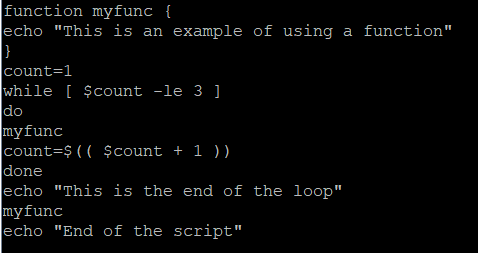 function myfunc {
echo "This is an example of using a function"
}
count=1
while [ $count -le 3 ]
do
myfunc
count=$(( $count + 1 ))
done
echo "This is the end of the loop"
myfunc
echo "End of the script"